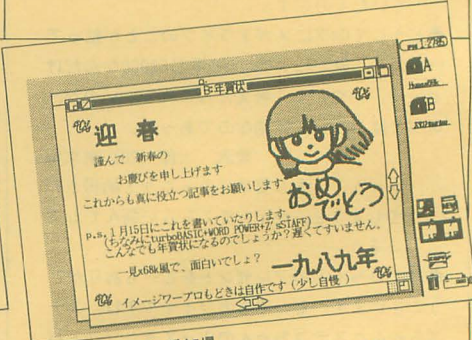 年賀状
迎 春
謹んで 新春の
お慶びを申し上げます
これからも真に役立つ記事をお願いします
おめでとう
p.s. 1月15日にこれを書いていたりします。
(ちなみにturboBASIC+WORD POWER+Z'sSTAFF)
こんなでも年賀状になるのでしょうか?遅くてすいません。
一見x68k風で、面白いでしょ?
一九八九年
イメージワープロもどきは自作です(少し自慢 )
A
B